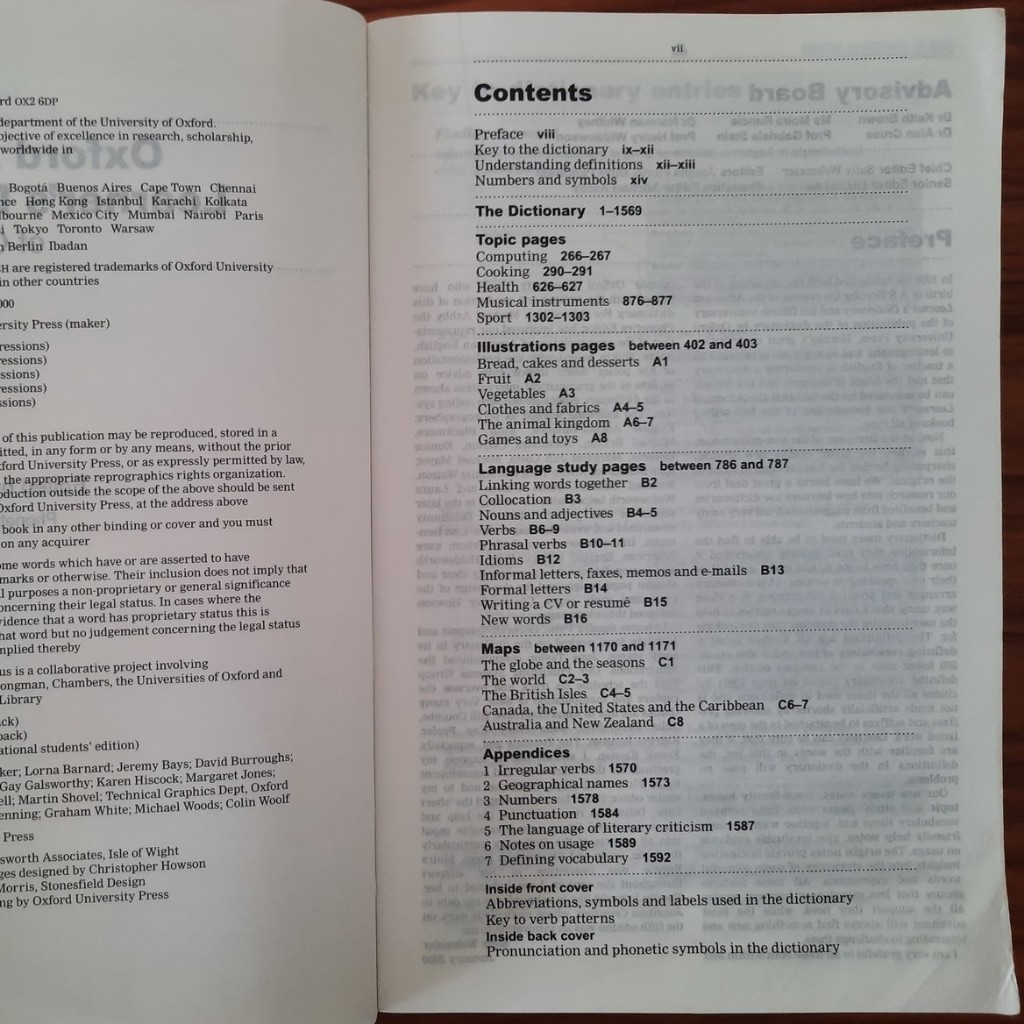 rd OX2 6DP
department of the University of Oxford.
jective of excellence in research, scholarship,
worldwide in
Bogotá Buenos Aires Cape Town Chennai
nce Hong Kong Istanbul Karachi Kolkata
lbourne Mexico City Mumbai Nairobi Paris
i Tokyo Toronto Warsaw
n Berlin Ibadan
H are registered trademarks of Oxford University
in other countries
000
ersity Press (maker)
ressions)
ressions)
ssions)
ressions)
ssions)
of this publication may be reproduced, stored in a
itted, in any form or by any means, without the prior
xford University Press, or as expressly permitted by law,
the appropriate reprographics rights organization.
oduction outside the scope of the above should be sent
Oxford University Press, at the address above
book in any other binding or cover and you must
on any acquirer
ome words which have or are asserted to have
marks or otherwise. Their inclusion does not imply that
l purposes a non-proprietary or general significance
oncerning their legal status. In cases where the
vidence that a word has proprietary status this is
hat word but no judgement concerning the legal status
mplied thereby
us is a collaborative project involving
ongman, Chambers, the Universities of Oxford and
Library
ck)
back)
ational students' edition)
ker; Lorna Barnard; Jeremy Bays; David Burroughs;
Gay Galsworthy; Karen Hiscock; Margaret Jones;
ell; Martin Shovel; Technical Graphics Dept, Oxford
enning; Graham White; Michael Woods; Colin Woolf
Press
sworth Associates, Isle of Wight
ges designed by Christopher Howson
Morris, Stonesfield Design
ng by Oxford University Press
vii
Contents
Preface viii
Key to the dictionary ix–xii
Understanding definitions xii–xiii
Numbers and symbols xiv
The Dictionary 1–1569
Topic pages
Computing 266–267
Cooking 290–291
Health 626–627
Musical instruments 876–877
Sport 1302–1303
Illustrations pages between 402 and 403
Bread, cakes and desserts A1
Fruit A2
Vegetables A3
Clothes and fabrics A4–5
The animal kingdom A6–7
Games and toys A8
Language study pages between 786 and 787
Linking words together B2
Collocation B3
Nouns and adjectives B4–5
Verbs B6–9
Phrasal verbs B10–11
Idioms B12
Informal letters, faxes, memos and e-mails B13
Formal letters B14
Writing a CV or resumé B15
New words B16
Maps between 1170 and 1171
The globe and the seasons C1
The world C2–3
The British Isles C4–5
Canada, the United States and the Caribbean C6–7
Australia and New Zealand C8
Appendices
1 Irregular verbs 1570
2 Geographical names 1573
3 Numbers 1578
4 Punctuation 1584
5 The language of literary criticism 1587
6 Notes on usage 1589
7 Defining vocabulary 1592
Inside front cover
Abbreviations, symbols and labels used in the dictionary
Key to verb patterns
Inside back cover
Pronunciation and phonetic symbols in the dictionary